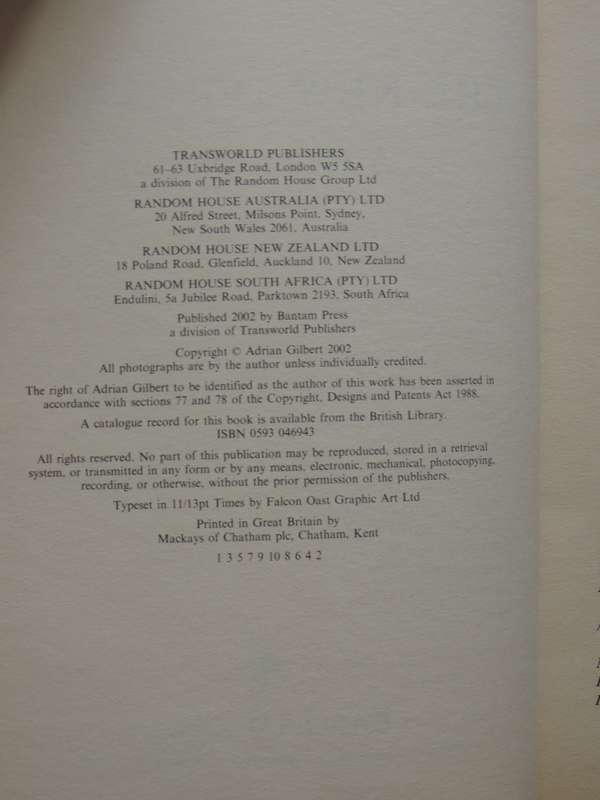 TRANSWORLD PUBLISHERS
61–63 Uxbridge Road, London W5 5SA
a division of The Random House Group Ltd
RANDOM HOUSE AUSTRALIA (PTY) LTD
20 Alfred Street, Milsons Point, Sydney,
New South Wales 2061, Australia
RANDOM HOUSE NEW ZEALAND LTD
18 Poland Road, Glenfield, Auckland 10, New Zealand
RANDOM HOUSE SOUTH AFRICA (PTY) LTD
Endulini, 5a Jubilee Road, Parktown 2193, South Africa
Published 2002 by Bantam Press
a division of Transworld Publishers
Copyright © Adrian Gilbert 2002
All photographs are by the author unless individually credited.
The right of Adrian Gilbert to be identified as the author of this work has been asserted in
accordance with sections 77 and 78 of the Copyright, Designs and Patents Act 1988.
A catalogue record for this book is available from the British Library.
ISBN 0593 046943
All rights reserved. No part of this publication may be reproduced, stored in a retrieval
system, or transmitted in any form or by any means, electronic, mechanical, photocopying,
recording, or otherwise, without the prior permission of the publishers.
Typeset in 11/13pt Times by Falcon Oast Graphic Art Ltd
Printed in Great Britain by
Mackays of Chatham plc, Chatham, Kent
1 3 5 7 9 10 8 6 4 2